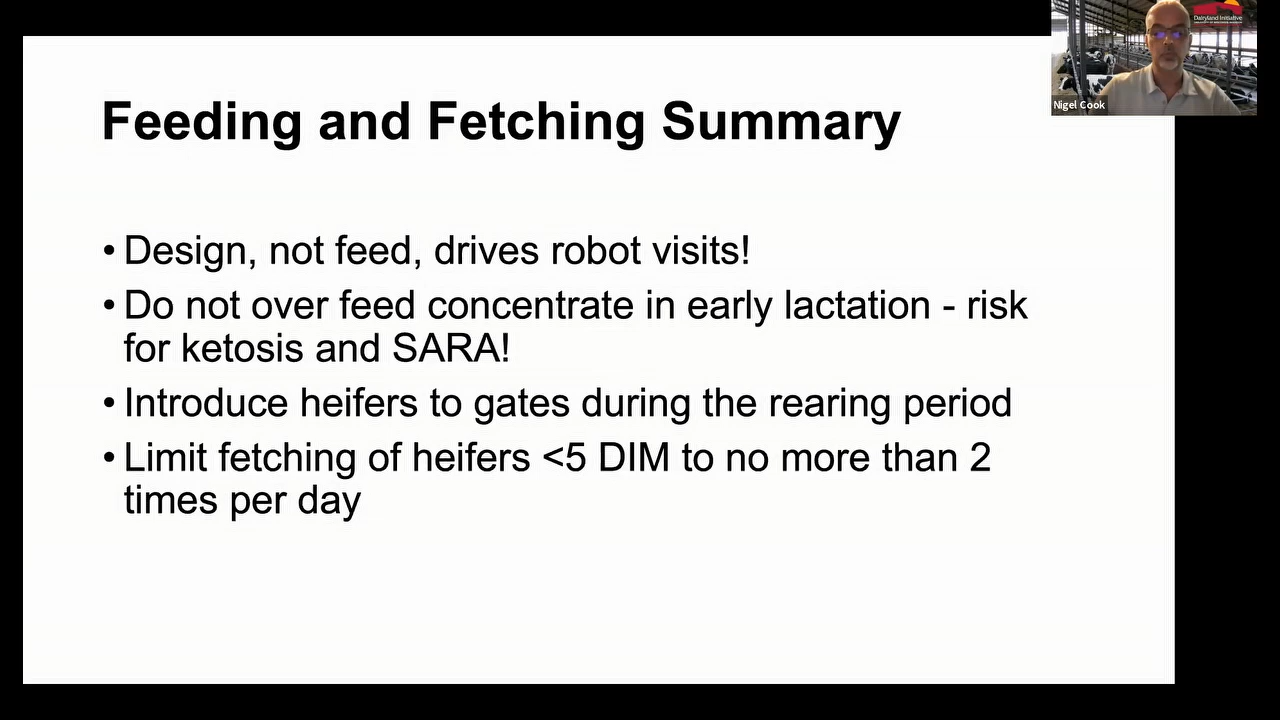 Dairyland Initiative
Nigel Cook
Feeding and Fetching Summary
• Design, not feed, drives robot visits!
• Do not over feed concentrate in early lactation - risk
for ketosis and SARA!
• Introduce heifers to gates during the rearing period
• Limit fetching of heifers <5 DIM to no more than 2
times per day